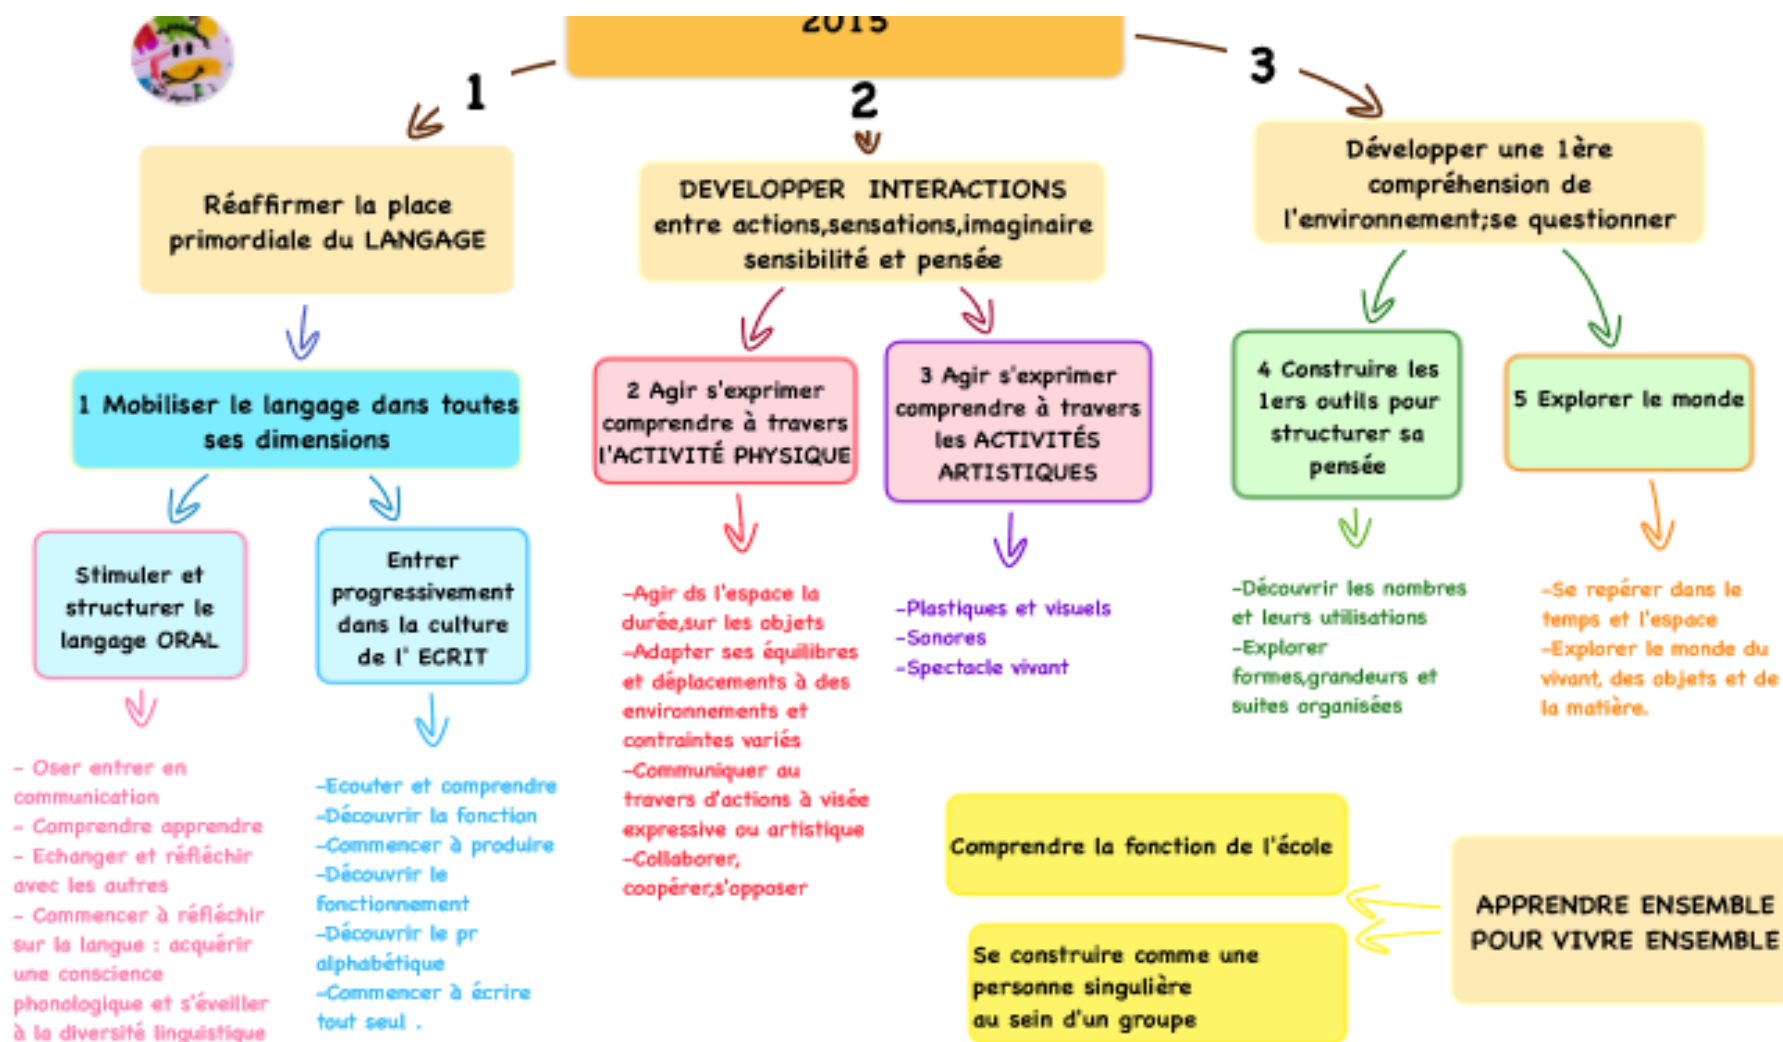 2015
1
2
3
Réaffirmer la place
primordiale du LANGAGE
DEVELOPPER INTERACTIONS
entre actions,sensations,imaginaire
sensibilité et pensée
Développer une 1ère
compréhension de
l'environnement;se questionner
1 Mobiliser le langage dans toutes
ses dimensions
2 Agir s'exprimer
comprendre à travers
l'ACTIVITÉ PHYSIQUE
3 Agir s'exprimer
comprendre à travers
les ACTIVITÉS
ARTISTIQUES
4 Construire les
1ers outils pour
structurer sa
pensée
5 Explorer le monde
Stimuler et
structurer le
langage ORAL
Entrer
progressivement
dans la culture
de l' ECRIT
- Oser entrer en
communication
- Comprendre apprendre
- Echanger et réfléchir
avec les autres
- Commencer à réfléchir
sur la langue : acquérir
une conscience
phonologique et s'éveiller
à la diversité linguistique
-Ecouter et comprendre
-Découvrir la fonction
-Commencer à produire
-Découvrir le
fonctionnement
-Découvrir le pr
alphabétique
-Commencer à écrire
tout seul .
-Agir ds l'espace la
durée,sur les objets
-Adapter ses équilibres
et déplacements à des
environnements et
contraintes variés
-Communiquer au
travers d'actions à visée
expressive ou artistique
-Collaborer,
coopérer,s'opposer
-Plastiques et visuels
-Sonores
-Spectacle vivant
-Découvrir les nombres
et leurs utilisations
-Explorer
formes,grandeurs et
suites organisées
-Se repérer dans le
temps et l'espace
-Explorer le monde du
vivant, des objets et de
la matière.
Comprendre la fonction de l'école
Se construire comme une
personne singulière
au sein d'un groupe
APPRENDRE ENSEMBLE
POUR VIVRE ENSEMBLE